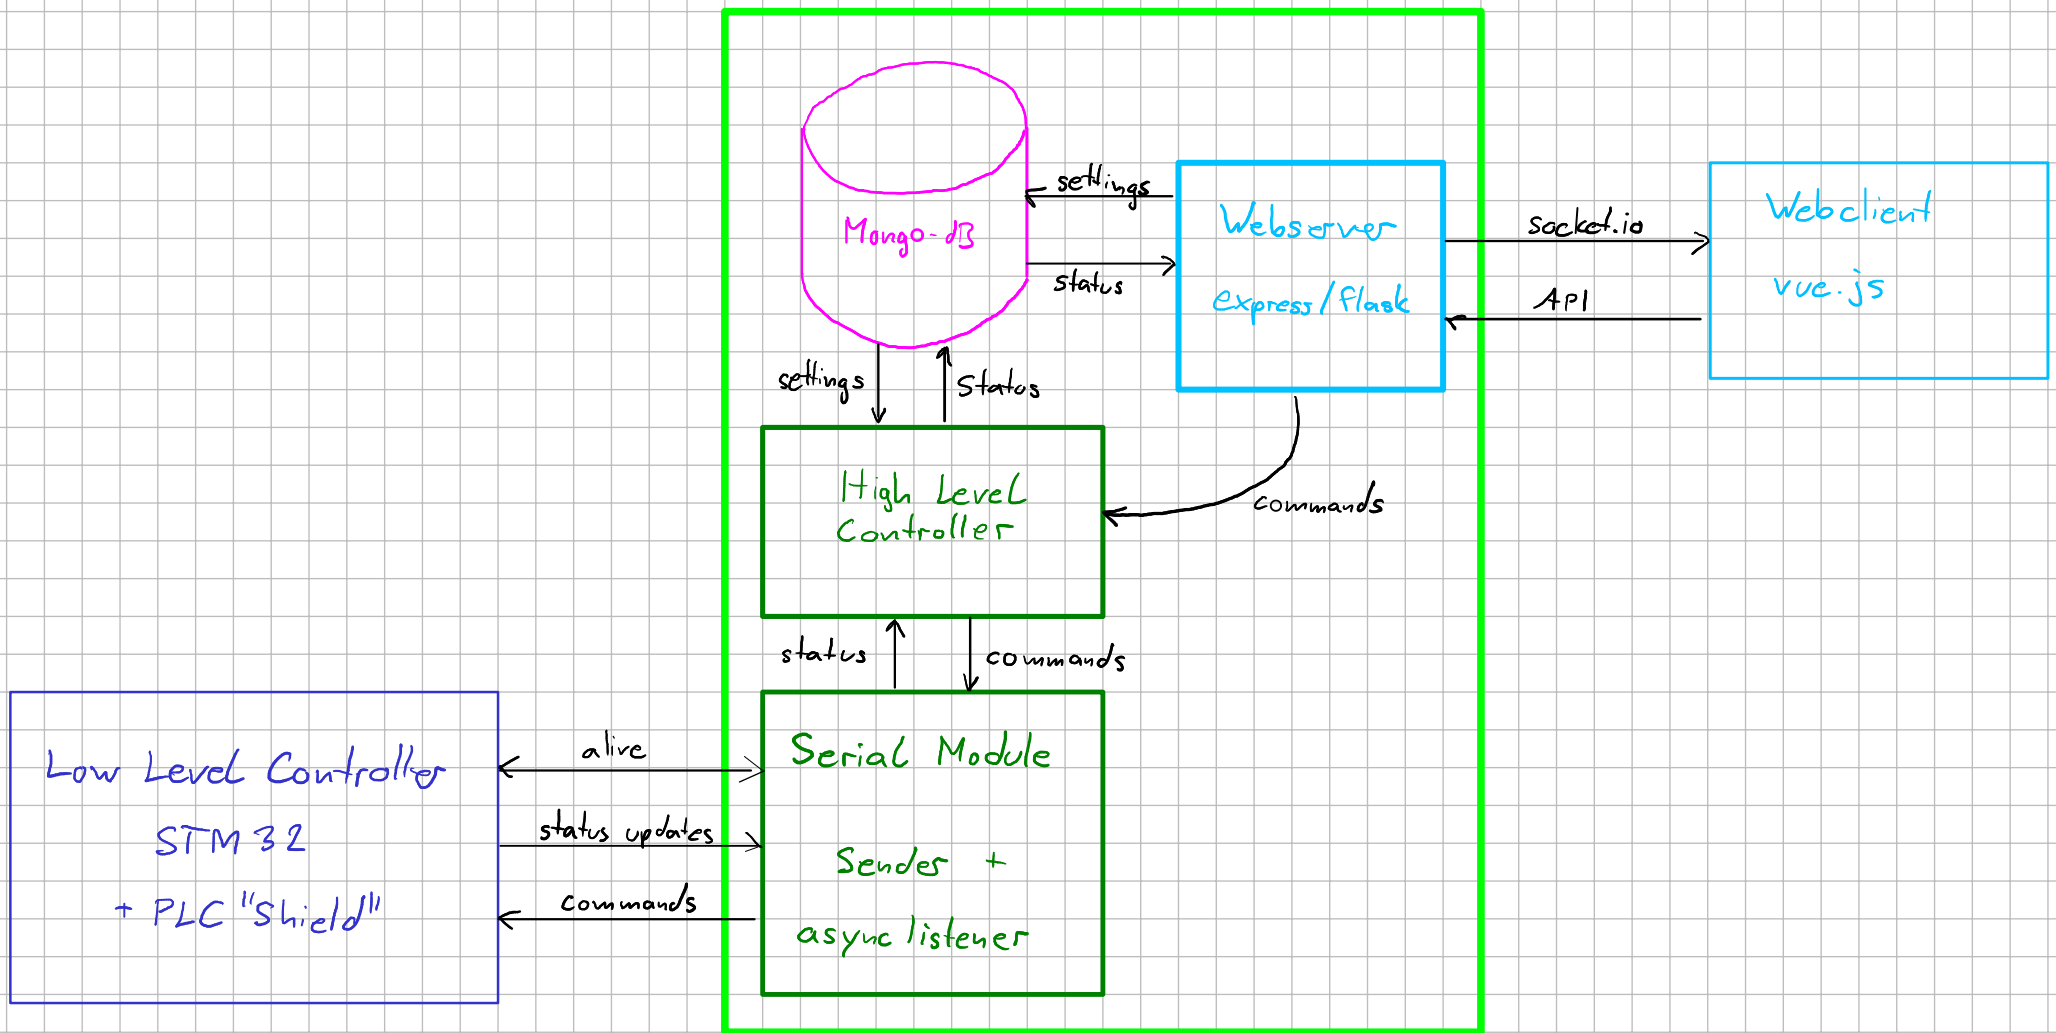 settings
Mongo-dB
status
Webserver
express/flask
socket.io
API
Webclient
vue.js
settings
Status
High Level
Controller
commands
status
commands
Low Level Controller
STM32
+ PLC "Shield"
alive
status updates
commands
Serial Module
Sender +
async listener